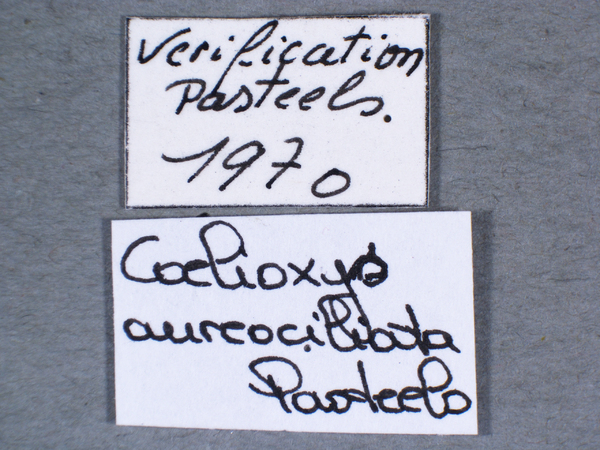 Verification
Pasteels.
1970
Coelioxys
aureociliata
Pasteels